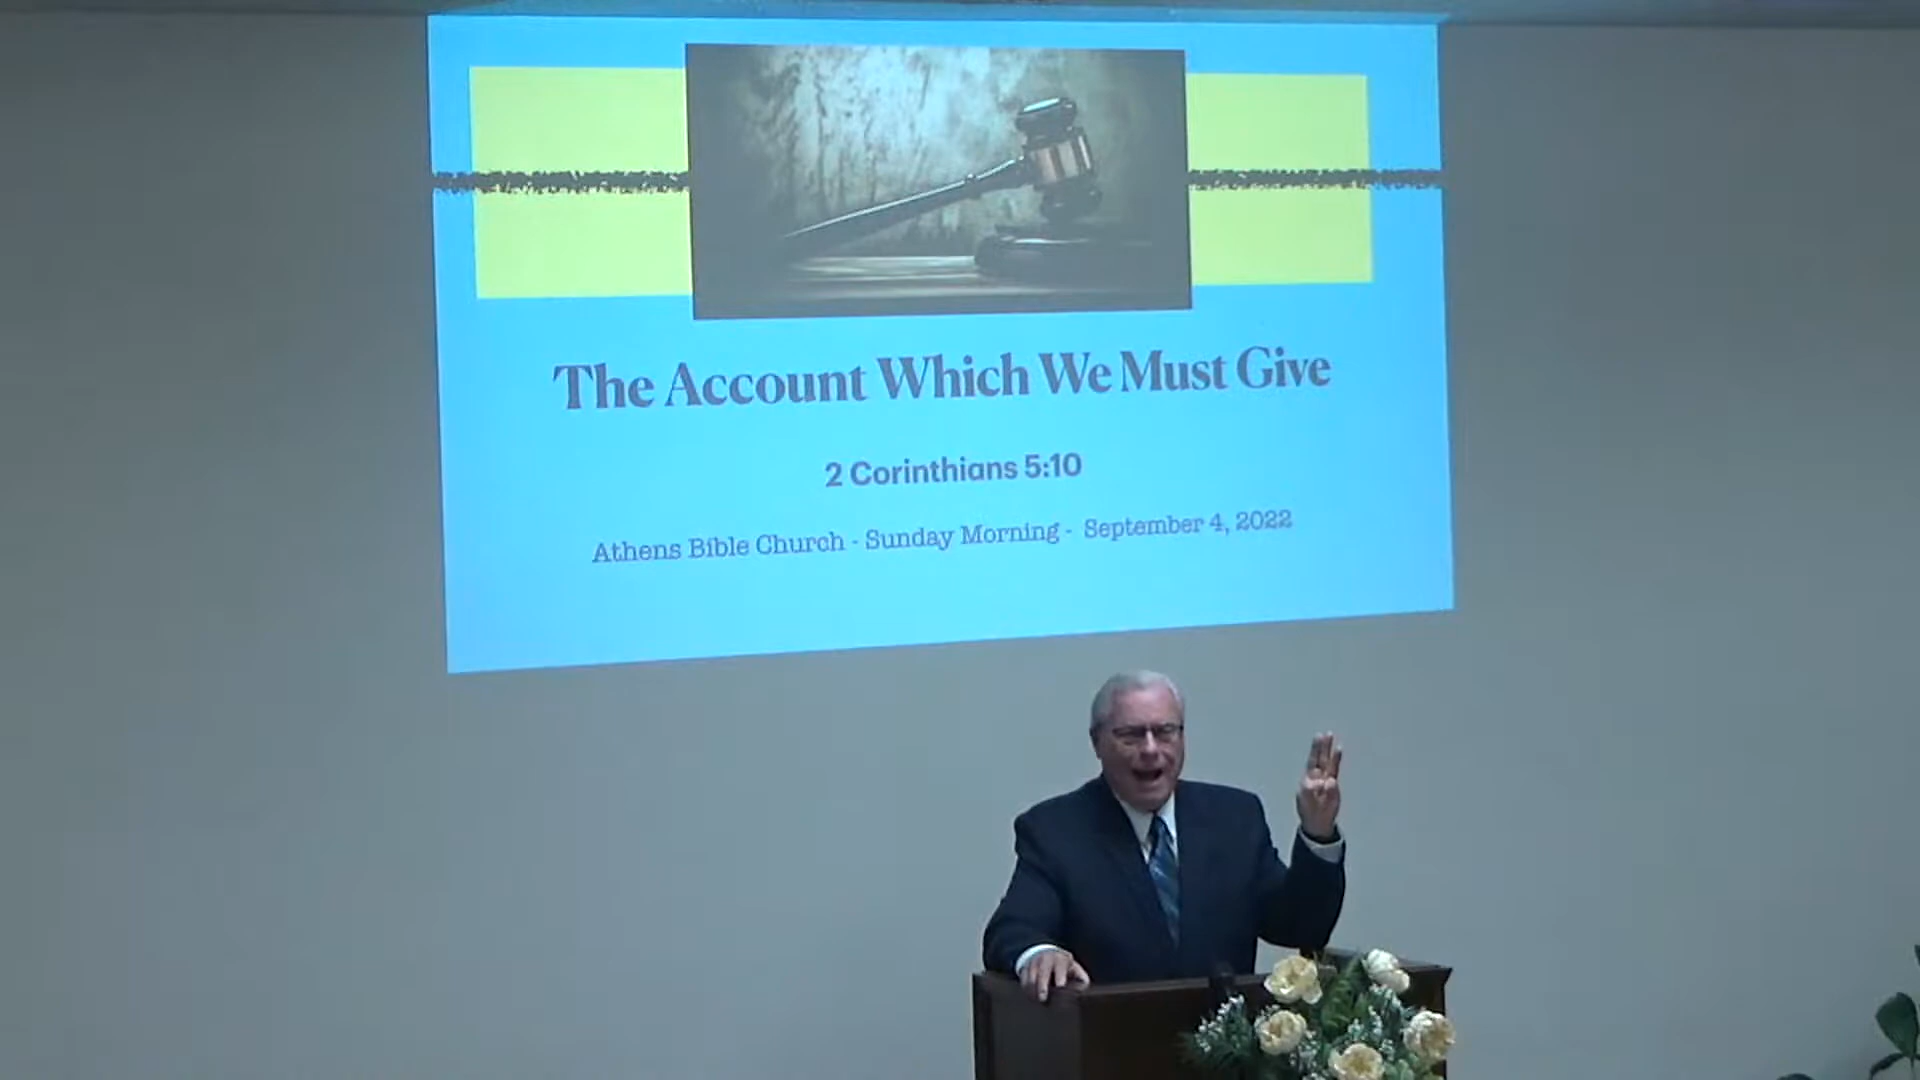 The Account Which We Must Give
2 Corinthians 5:10
Athens Bible Church - Sunday Morning - September 4, 2022